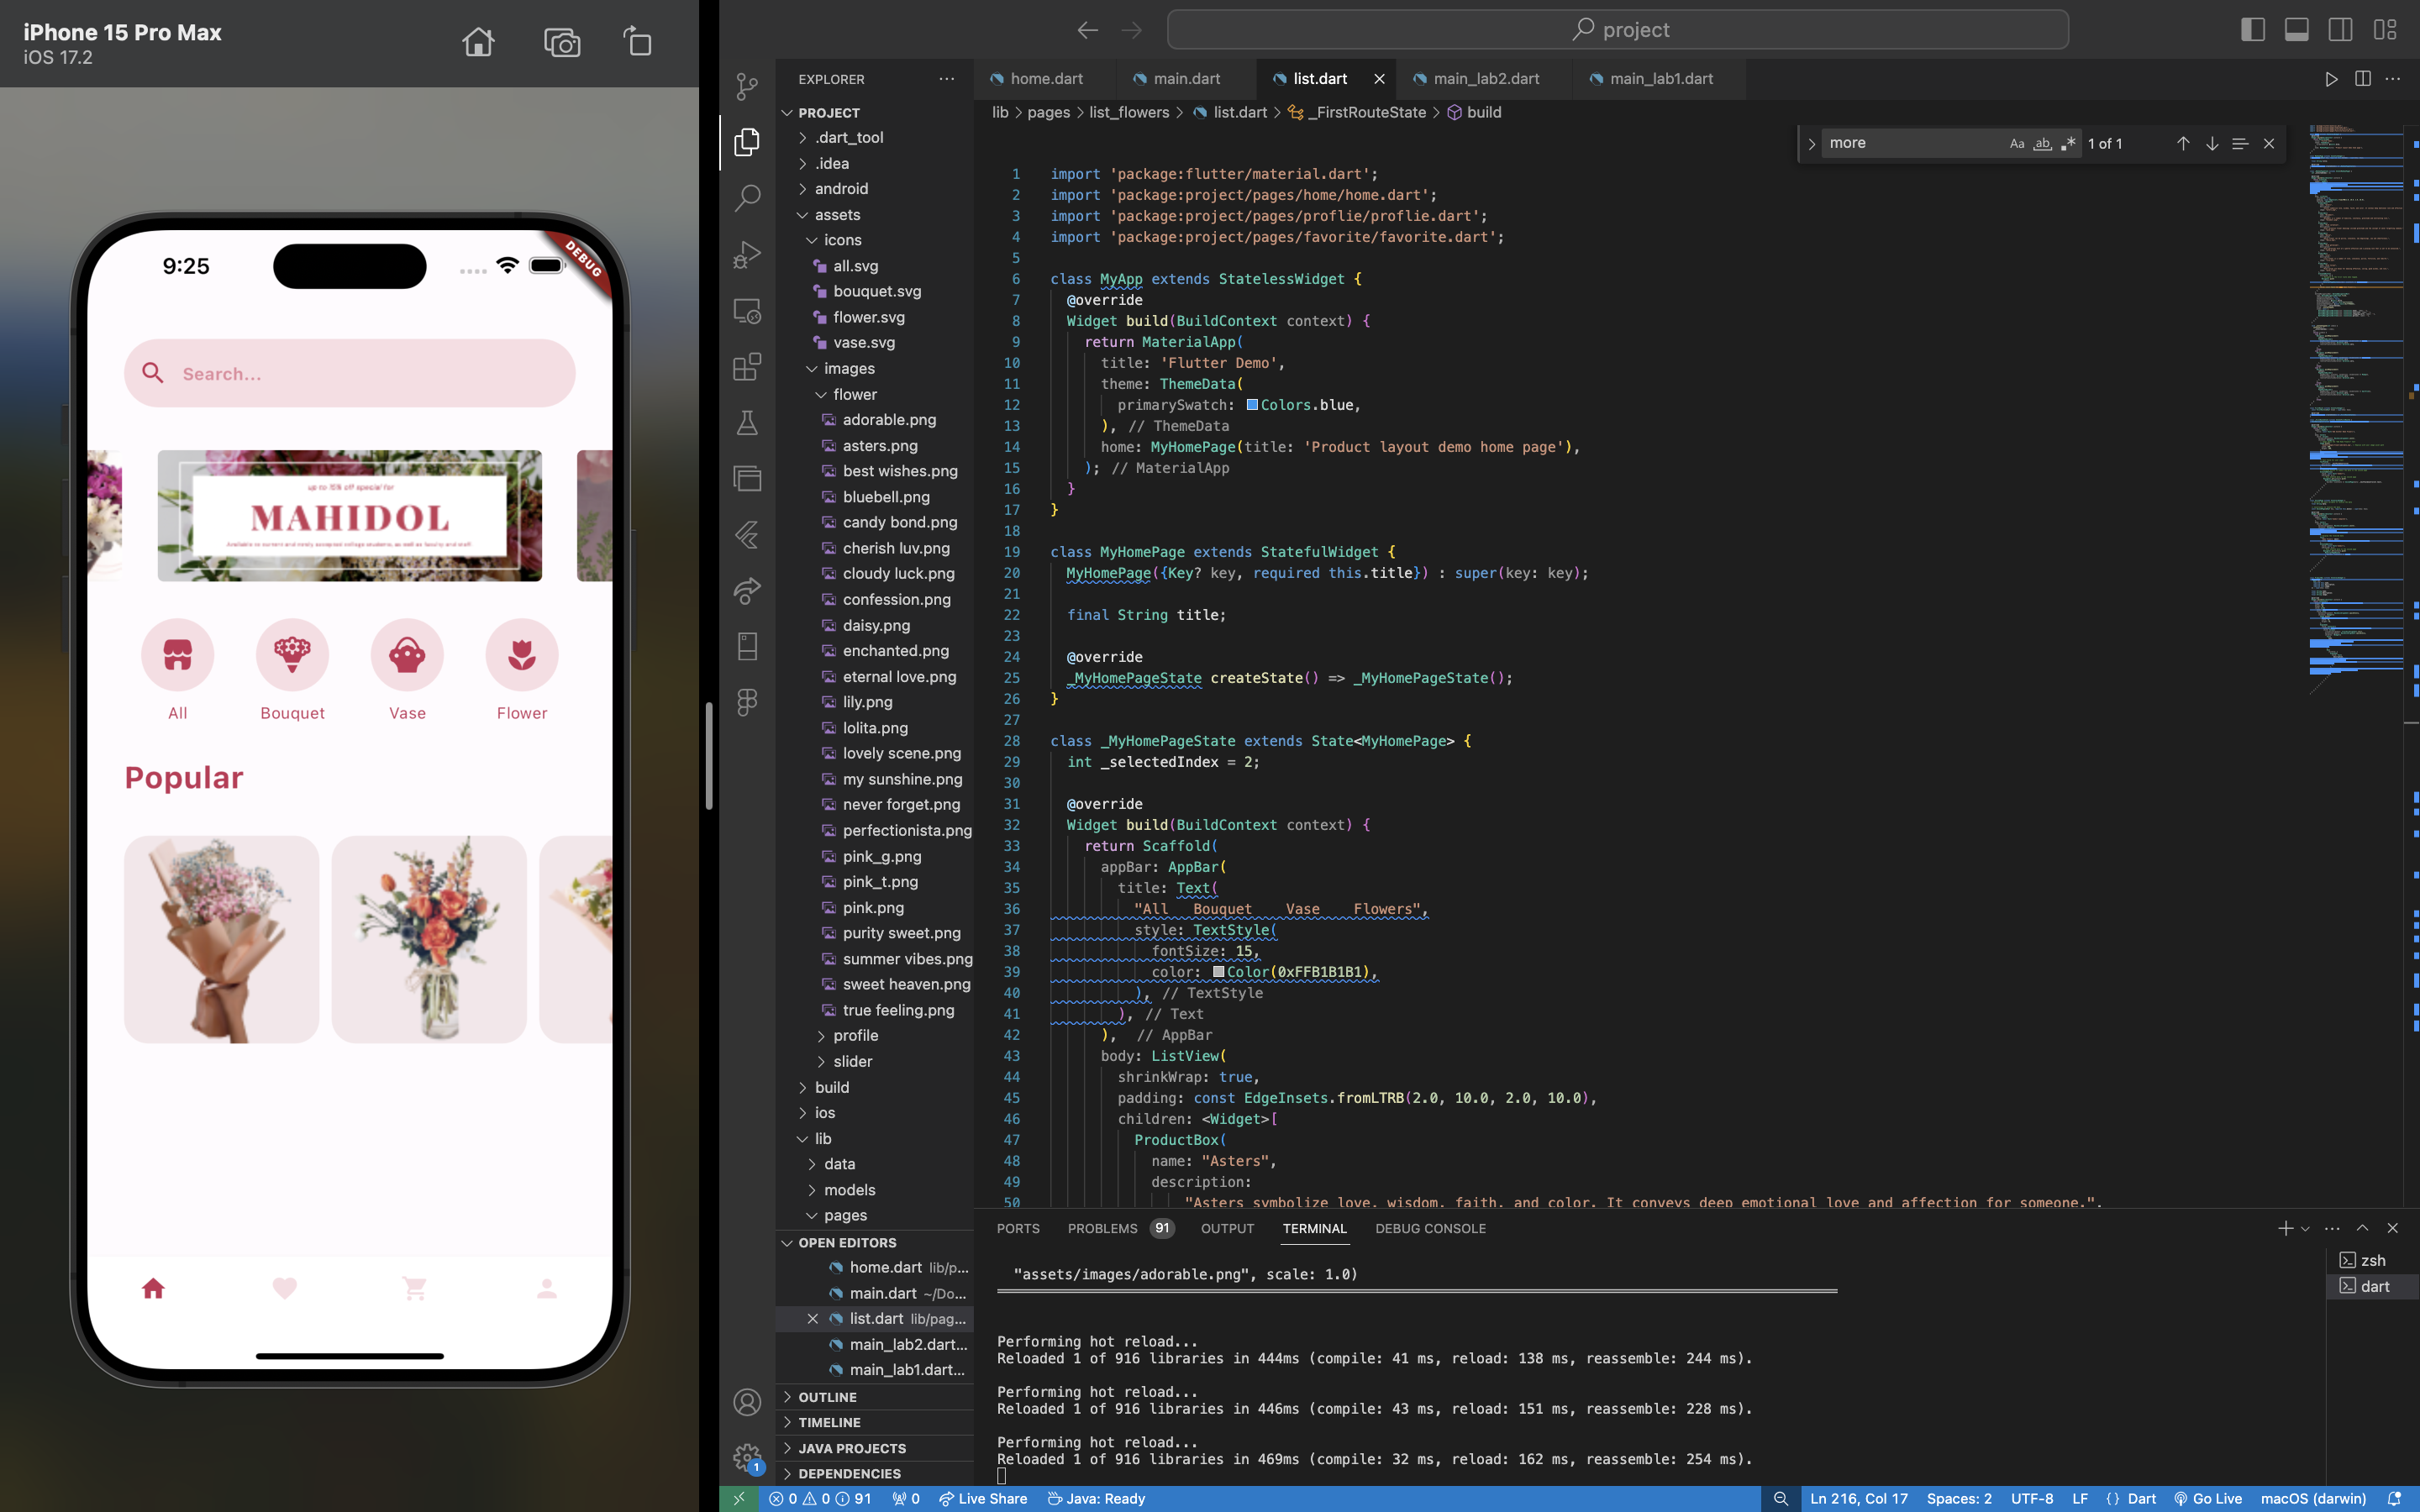 iPhone 15 Pro Max
iOS 17.2
9:25
DEBUG
Search...
up to 15% off special for
MAHIDOL
Available to current and newly accepted college students, as well as faculty and staff.
All
Bouquet
Vase
Flower
Popular
project
EXPLORER
PROJECT
.dart_tool
.idea
android
assets
icons
all.svg
bouquet.svg
flower.svg
vase.svg
images
flower
adorable.png
asters.png
best wishes.png
bluebell.png
candy bond.png
cherish luv.png
cloudy luck.png
confession.png
daisy.png
enchanted.png
eternal love.png
lily.png
lolita.png
lovely scene.png
my sunshine.png
never forget.png
perfectionista.png
pink_g.png
pink_t.png
pink.png
purity sweet.png
summer vibes.png
sweet heaven.png
true feeling.png
profile
slider
build
ios
lib
data
models
pages
OPEN EDITORS
home.dart lib/p...
main.dart ~/Do...
list.dart lib/pag...
main_lab2.dart...
main_lab1.dart...
OUTLINE
TIMELINE
JAVA PROJECTS
DEPENDENCIES
1
home.dart main.dart list.dart main_lab2.dart main_lab1.dart
lib > pages > list_flowers > list.dart > _FirstRouteState > build
more Aa ab 1 of 1
1 import 'package:flutter/material.dart';
2 import 'package:project/pages/home/home.dart';
3 import 'package:project/pages/proflie/proflie.dart';
4 import 'package:project/pages/favorite/favorite.dart';
5
6 class MyApp extends StatelessWidget {
7 @override
8 Widget build(BuildContext context) {
9 return MaterialApp(
10 title: 'Flutter Demo',
11 theme: ThemeData(
12 primarySwatch: Colors.blue,
13 ), // ThemeData
14 home: MyHomePage(title: 'Product layout demo home page'),
15 ); // MaterialApp
16 }
17 }
18
19 class MyHomePage extends StatefulWidget {
20 MyHomePage({Key? key, required this.title}) : super(key: key);
21
22 final String title;
23
24 @override
25 _MyHomePageState createState() => _MyHomePageState();
26 }
27
28 class _MyHomePageState extends State<MyHomePage> {
29 int _selectedIndex = 2;
30
31 @override
32 Widget build(BuildContext context) {
33 return Scaffold(
34 appBar: AppBar(
35 title: Text(
36 "All   Bouquet    Vase    Flowers",
37 style: TextStyle(
38 fontSize: 15,
39 color: Color(0xFFB1B1B1),
40 ), // TextStyle
41 ), // Text
42 ), // AppBar
43 body: ListView(
44 shrinkWrap: true,
45 padding: const EdgeInsets.fromLTRB(2.0, 10.0, 2.0, 10.0),
46 children: <Widget>[
47 ProductBox(
48 name: "Asters",
49 description:
50 "Asters symbolize love, wisdom, faith, and color. It conveys deep emotional love and affection for someone.",
PORTS PROBLEMS 91 OUTPUT TERMINAL DEBUG CONSOLE
"assets/images/adorable.png", scale: 1.0)
Performing hot reload...
Reloaded 1 of 916 libraries in 444ms (compile: 41 ms, reload: 138 ms, reassemble: 244 ms).
Performing hot reload...
Reloaded 1 of 916 libraries in 446ms (compile: 43 ms, reload: 151 ms, reassemble: 228 ms).
Performing hot reload...
Reloaded 1 of 916 libraries in 469ms (compile: 32 ms, reload: 162 ms, reassemble: 254 ms).
zsh
dart
0 0 91 0 Live Share Java: Ready Ln 216, Col 17 Spaces: 2 UTF-8 LF {} Dart Go Live macOS (darwin)